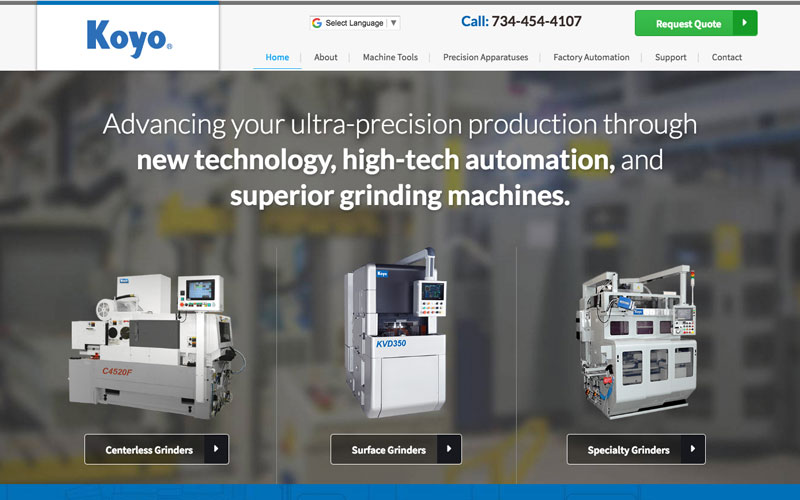 Koyo®
Select Language ▼
Call: 734-454-4107
Request Quote
Home
About
Machine Tools
Precision Apparatuses
Factory Automation
Support
Contact
Advancing your ultra-precision production through
new technology, high-tech automation, and
superior grinding machines.
Koyo
KVD350
C4520F
Koyo
Centerless Grinders
Surface Grinders
Specialty Grinders